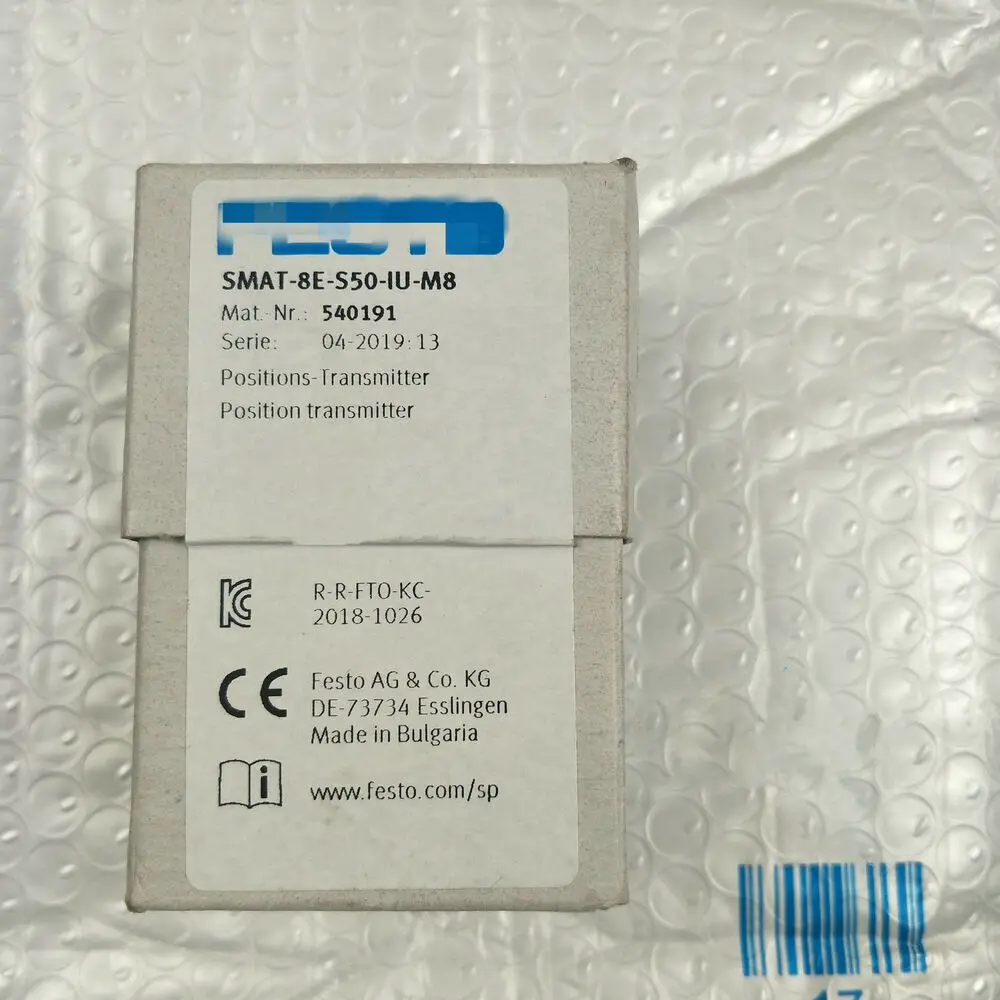 FESTO
SMAT-8E-S50-IU-M8
Mat.-Nr.: 540191
Serie: 04-2019:13
Positions-Transmitter
Position transmitter
R-R-FTO-KC-
2018-1026
CE Festo AG & Co. KG
DE-73734 Esslingen
Made in Bulgaria
www.festo.com/sp